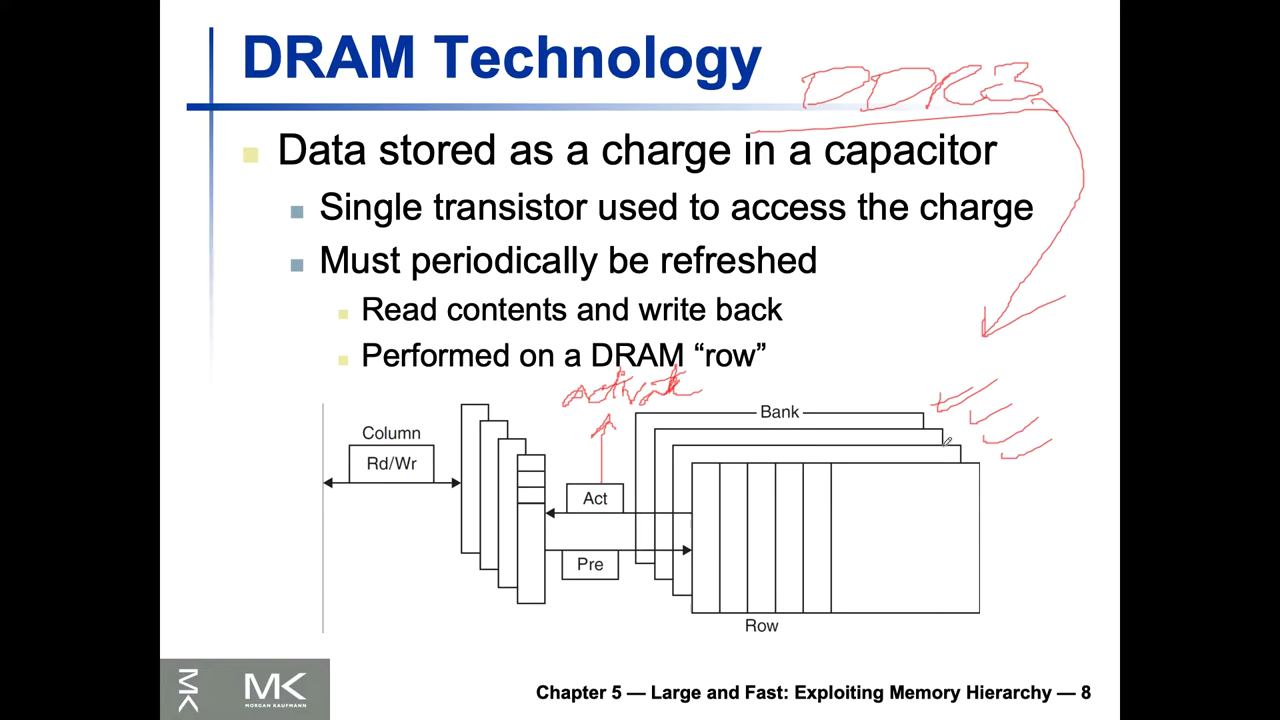 DRAM Technology
DDR3
Data stored as a charge in a capacitor
Single transistor used to access the charge
Must periodically be refreshed
Read contents and write back
Performed on a DRAM “row”
activate
Bank
Column
Rd/Wr
Act
Pre
Row
MK
MK
MORGAN KAUFMANN
Chapter 5 — Large and Fast: Exploiting Memory Hierarchy — 8